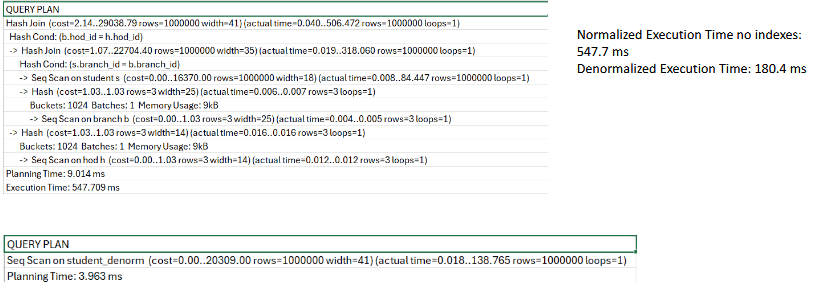 QUERY PLAN
Hash Join (cost=2.14..29038.79 rows=1000000 width=41) (actual time=0.040..506.472 rows=1000000 loops=1)
Hash Cond: (b.hod_id = h.hod_id)
-> Hash Join (cost=1.07..22704.40 rows=1000000 width=35) (actual time=0.019..318.060 rows=1000000 loops=1)
Hash Cond: (s.branch_id = b.branch_id)
-> Seq Scan on student s (cost=0.00..16370.00 rows=1000000 width=18) (actual time=0.008..84.447 rows=1000000 loops=1)
-> Hash (cost=1.03..1.03 rows=3 width=25) (actual time=0.006..0.007 rows=3 loops=1)
Buckets: 1024 Batches: 1 Memory Usage: 9kB
-> Seq Scan on branch b (cost=0.00..1.03 rows=3 width=25) (actual time=0.004..0.005 rows=3 loops=1)
-> Hash (cost=1.03..1.03 rows=3 width=14) (actual time=0.016..0.016 rows=3 loops=1)
Buckets: 1024 Batches: 1 Memory Usage: 9kB
-> Seq Scan on hod h (cost=0.00..1.03 rows=3 width=14) (actual time=0.012..0.012 rows=3 loops=1)
Planning Time: 9.014 ms
Execution Time: 547.709 ms
Normalized Execution Time no indexes:
547.7 ms
Denormalized Execution Time: 180.4 ms
QUERY PLAN
Seq Scan on student_denorm (cost=0.00..20309.00 rows=1000000 width=41) (actual time=0.018..138.765 rows=1000000 loops=1)
Planning Time: 3.963 ms